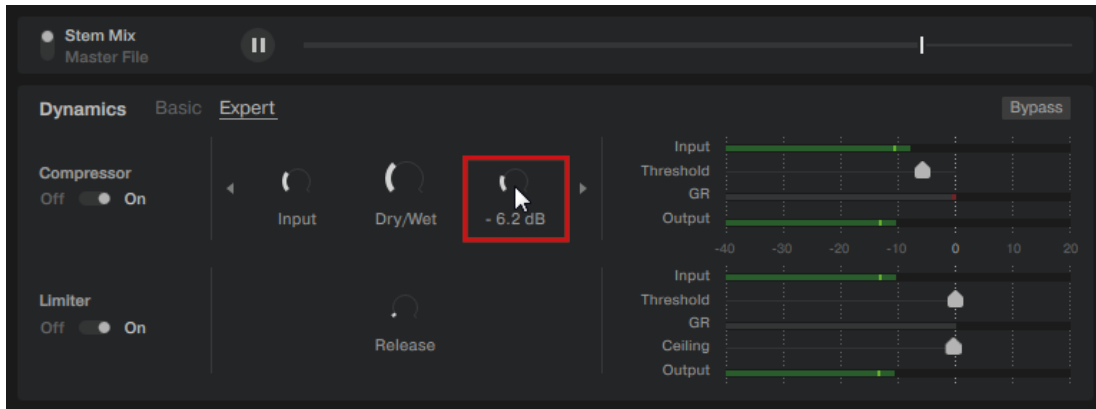 Stem Mix
Master File
Dynamics Basic Expert Bypass
Compressor
Off On
Input Dry/Wet - 6.2 dB
Input
Threshold
GR
Output
-40 -30 -20 -10 0 10 20
Limiter
Off On
Release
Input
Threshold
GR
Ceiling
Output